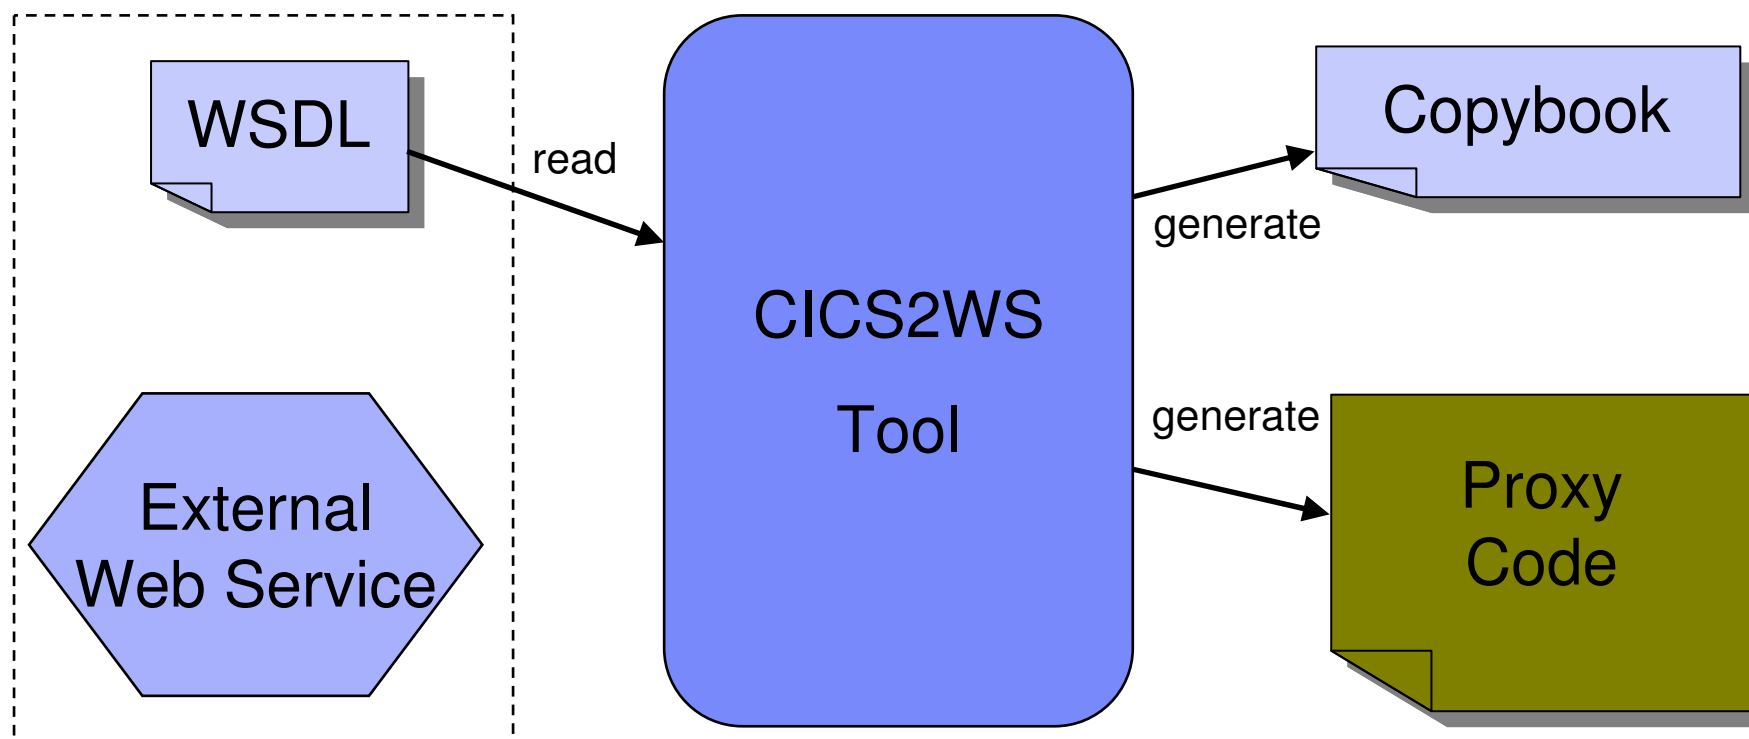 WSDL
read
External
Web Service
CICS2WS
Tool
generate
Copybook
generate
Proxy
Code